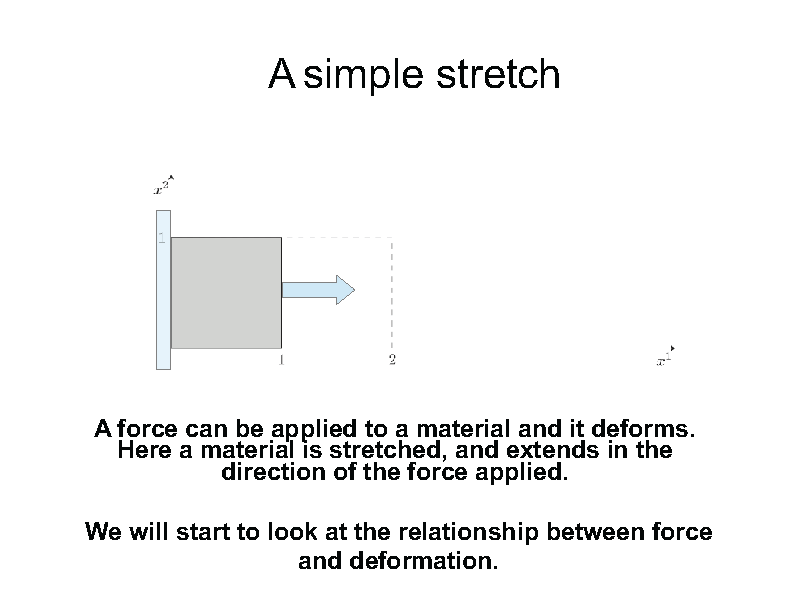 A simple stretch
x²
1
1
2
x¹
A force can be applied to a material and it deforms.
Here a material is stretched, and extends in the
direction of the force applied.
We will start to look at the relationship between force
and deformation.